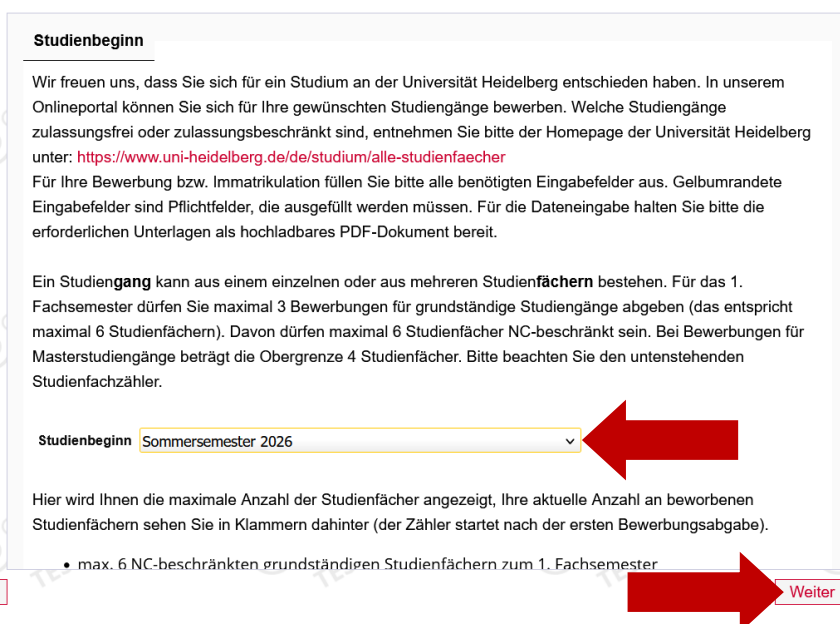 Studienbeginn
Wir freuen uns, dass Sie sich für ein Studium an der Universität Heidelberg entschieden haben. In unserem
Onlineportal können Sie sich für Ihre gewünschten Studiengänge bewerben. Welche Studiengänge
zulassungsfrei oder zulassungsbeschränkt sind, entnehmen Sie bitte der Homepage der Universität Heidelberg
unter: https://www.uni-heidelberg.de/de/studium/alle-studienfaecher
Für Ihre Bewerbung bzw. Immatrikulation füllen Sie bitte alle benötigten Eingabefelder aus. Gelbumrandete
Eingabefelder sind Pflichtfelder, die ausgefüllt werden müssen. Für die Dateneingabe halten Sie bitte die
erforderlichen Unterlagen als hochladbares PDF-Dokument bereit.
Ein Studiengang kann aus einem einzelnen oder aus mehreren Studienfächern bestehen. Für das 1.
Fachsemester dürfen Sie maximal 3 Bewerbungen für grundständige Studiengänge abgeben (das entspricht
maximal 6 Studienfächern). Davon dürfen maximal 6 Studienfächer NC-beschränkt sein. Bei Bewerbungen für
Masterstudiengänge beträgt die Obergrenze 4 Studienfächer. Bitte beachten Sie den untenstehenden
Studienfachzähler.
Studienbeginn Sommersemester 2026
Hier wird Ihnen die maximale Anzahl der Studienfächer angezeigt, Ihre aktuelle Anzahl an beworbenen
Studienfächern sehen Sie in Klammern dahinter (der Zähler startet nach der ersten Bewerbungsabgabe).
• max. 6 NC-beschränkten grundständigen Studienfächern zum 1. Fachsemester
Weiter